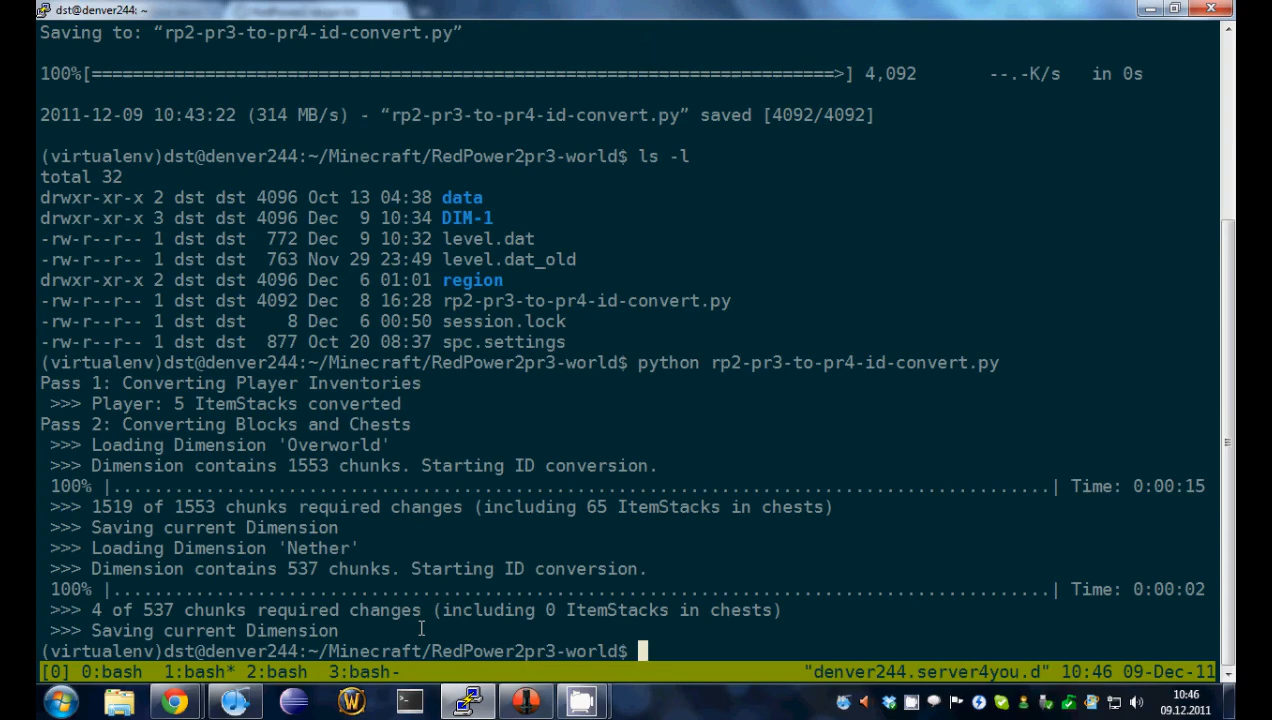 dst@denver244: ~
Saving to: “rp2-pr3-to-pr4-id-convert.py”
100%[========================================================================>] 4,092 --.-K/s in 0s
2011-12-09 10:43:22 (314 MB/s) - “rp2-pr3-to-pr4-id-convert.py” saved [4092/4092]
(virtualenv)dst@denver244:~/Minecraft/RedPower2pr3-world$ ls -l
total 32
drwxr-xr-x 2 dst dst 4096 Oct 13 04:38 data
drwxr-xr-x 3 dst dst 4096 Dec  9 10:34 DIM-1
-rw-r--r-- 1 dst dst  772 Dec  9 10:32 level.dat
-rw-r--r-- 1 dst dst  763 Nov 29 23:49 level.dat_old
drwxr-xr-x 2 dst dst 4096 Dec  6 01:01 region
-rw-r--r-- 1 dst dst 4092 Dec  8 16:28 rp2-pr3-to-pr4-id-convert.py
-rw-r--r-- 1 dst dst    8 Dec  6 00:50 session.lock
-rw-r--r-- 1 dst dst  877 Oct 20 08:37 spc.settings
(virtualenv)dst@denver244:~/Minecraft/RedPower2pr3-world$ python rp2-pr3-to-pr4-id-convert.py
Pass 1: Converting Player Inventories
>>> Player: 5 ItemStacks converted
Pass 2: Converting Blocks and Chests
>>> Loading Dimension 'Overworld'
>>> Dimension contains 1553 chunks. Starting ID conversion.
100% |............................................................................................| Time: 0:00:15
>>> 1519 of 1553 chunks required changes (including 65 ItemStacks in chests)
>>> Saving current Dimension
>>> Loading Dimension 'Nether'
>>> Dimension contains 537 chunks. Starting ID conversion.
100% |............................................................................................| Time: 0:00:02
>>> 4 of 537 chunks required changes (including 0 ItemStacks in chests)
>>> Saving current Dimension
(virtualenv)dst@denver244:~/Minecraft/RedPower2pr3-world$
[0] 0:bash  1:bash* 2:bash  3:bash- "denver244.server4you.d" 10:46 09-Dec-11
10:46
09.12.2011